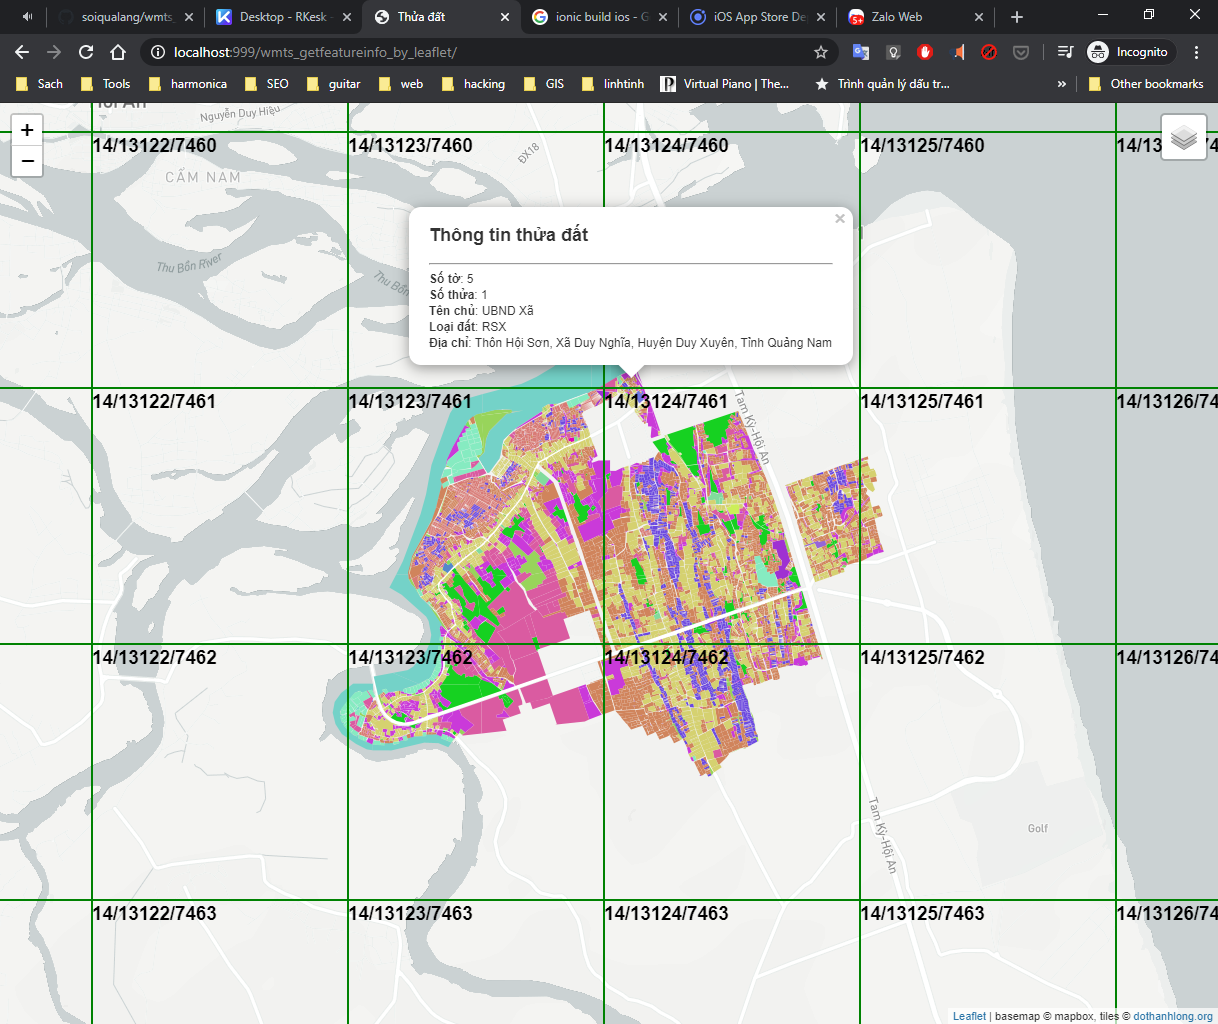 soiqualang/wmts_
Desktop - RKesk
Thửa đất
ionic build ios - G
iOS App Store De
Zalo Web
localhost:999/wmts_getfeatureinfo_by_leaflet/
Incognito
Sach
Tools
harmonica
SEO
guitar
web
hacking
GIS
linhtinh
Virtual Piano | The...
Trình quản lý dấu tr...
»
Other bookmarks
+
−
Nguyễn Duy Hiệu
14/13122/7460
14/13123/7460
14/13124/7460
14/13125/7460
CẨM NAM
ĐX18
Thu Bồn River
Thu Bồn
Thông tin thửa đất
×
Số tờ: 5
Số thửa: 1
Tên chủ: UBND Xã
Loại đất: RSX
Địa chỉ: Thôn Hội Sơn, Xã Duy Nghĩa, Huyện Duy Xuyên, Tỉnh Quảng Nam
14/13122/7461
14/13123/7461
14/13124/7461
14/13125/7461
14/13126/74
Tam Kỳ-Hội An
14/13122/7462
14/13123/7462
14/13124/7462
14/13125/7462
14/13126/74
Tam Kỳ-Hội An
Golf
14/13122/7463
14/13123/7463
14/13124/7463
14/13125/7463
14/13126/74
Leaflet | basemap © mapbox, tiles © dothanhlong.org